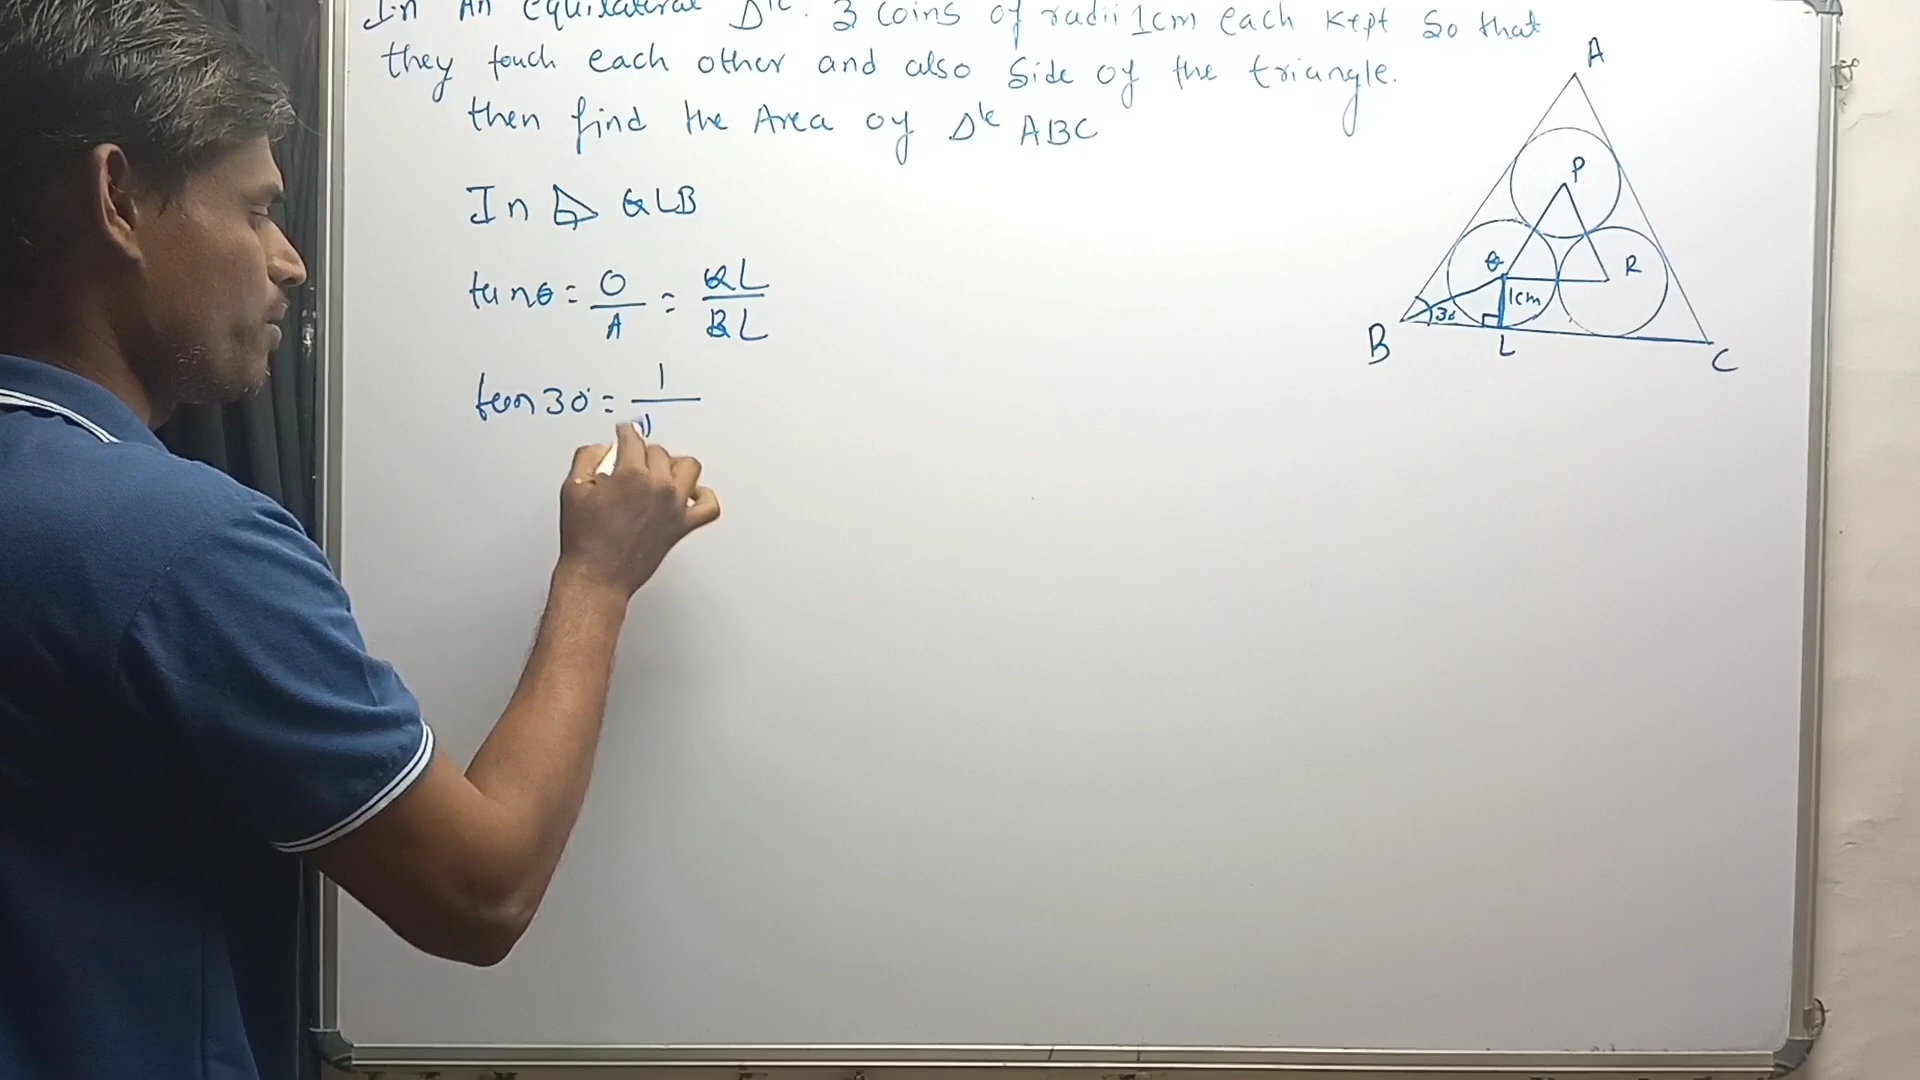 In An equilateral Δle. 3 coins of radii 1cm each kept so that
they touch each other and also side of the triangle.
then find the Area of Δle ABC
In ⊿ QLB
tanθ = O/A = QL/BL
tan30° = 1/
A
P
Q
R
1cm
30
B
L
C